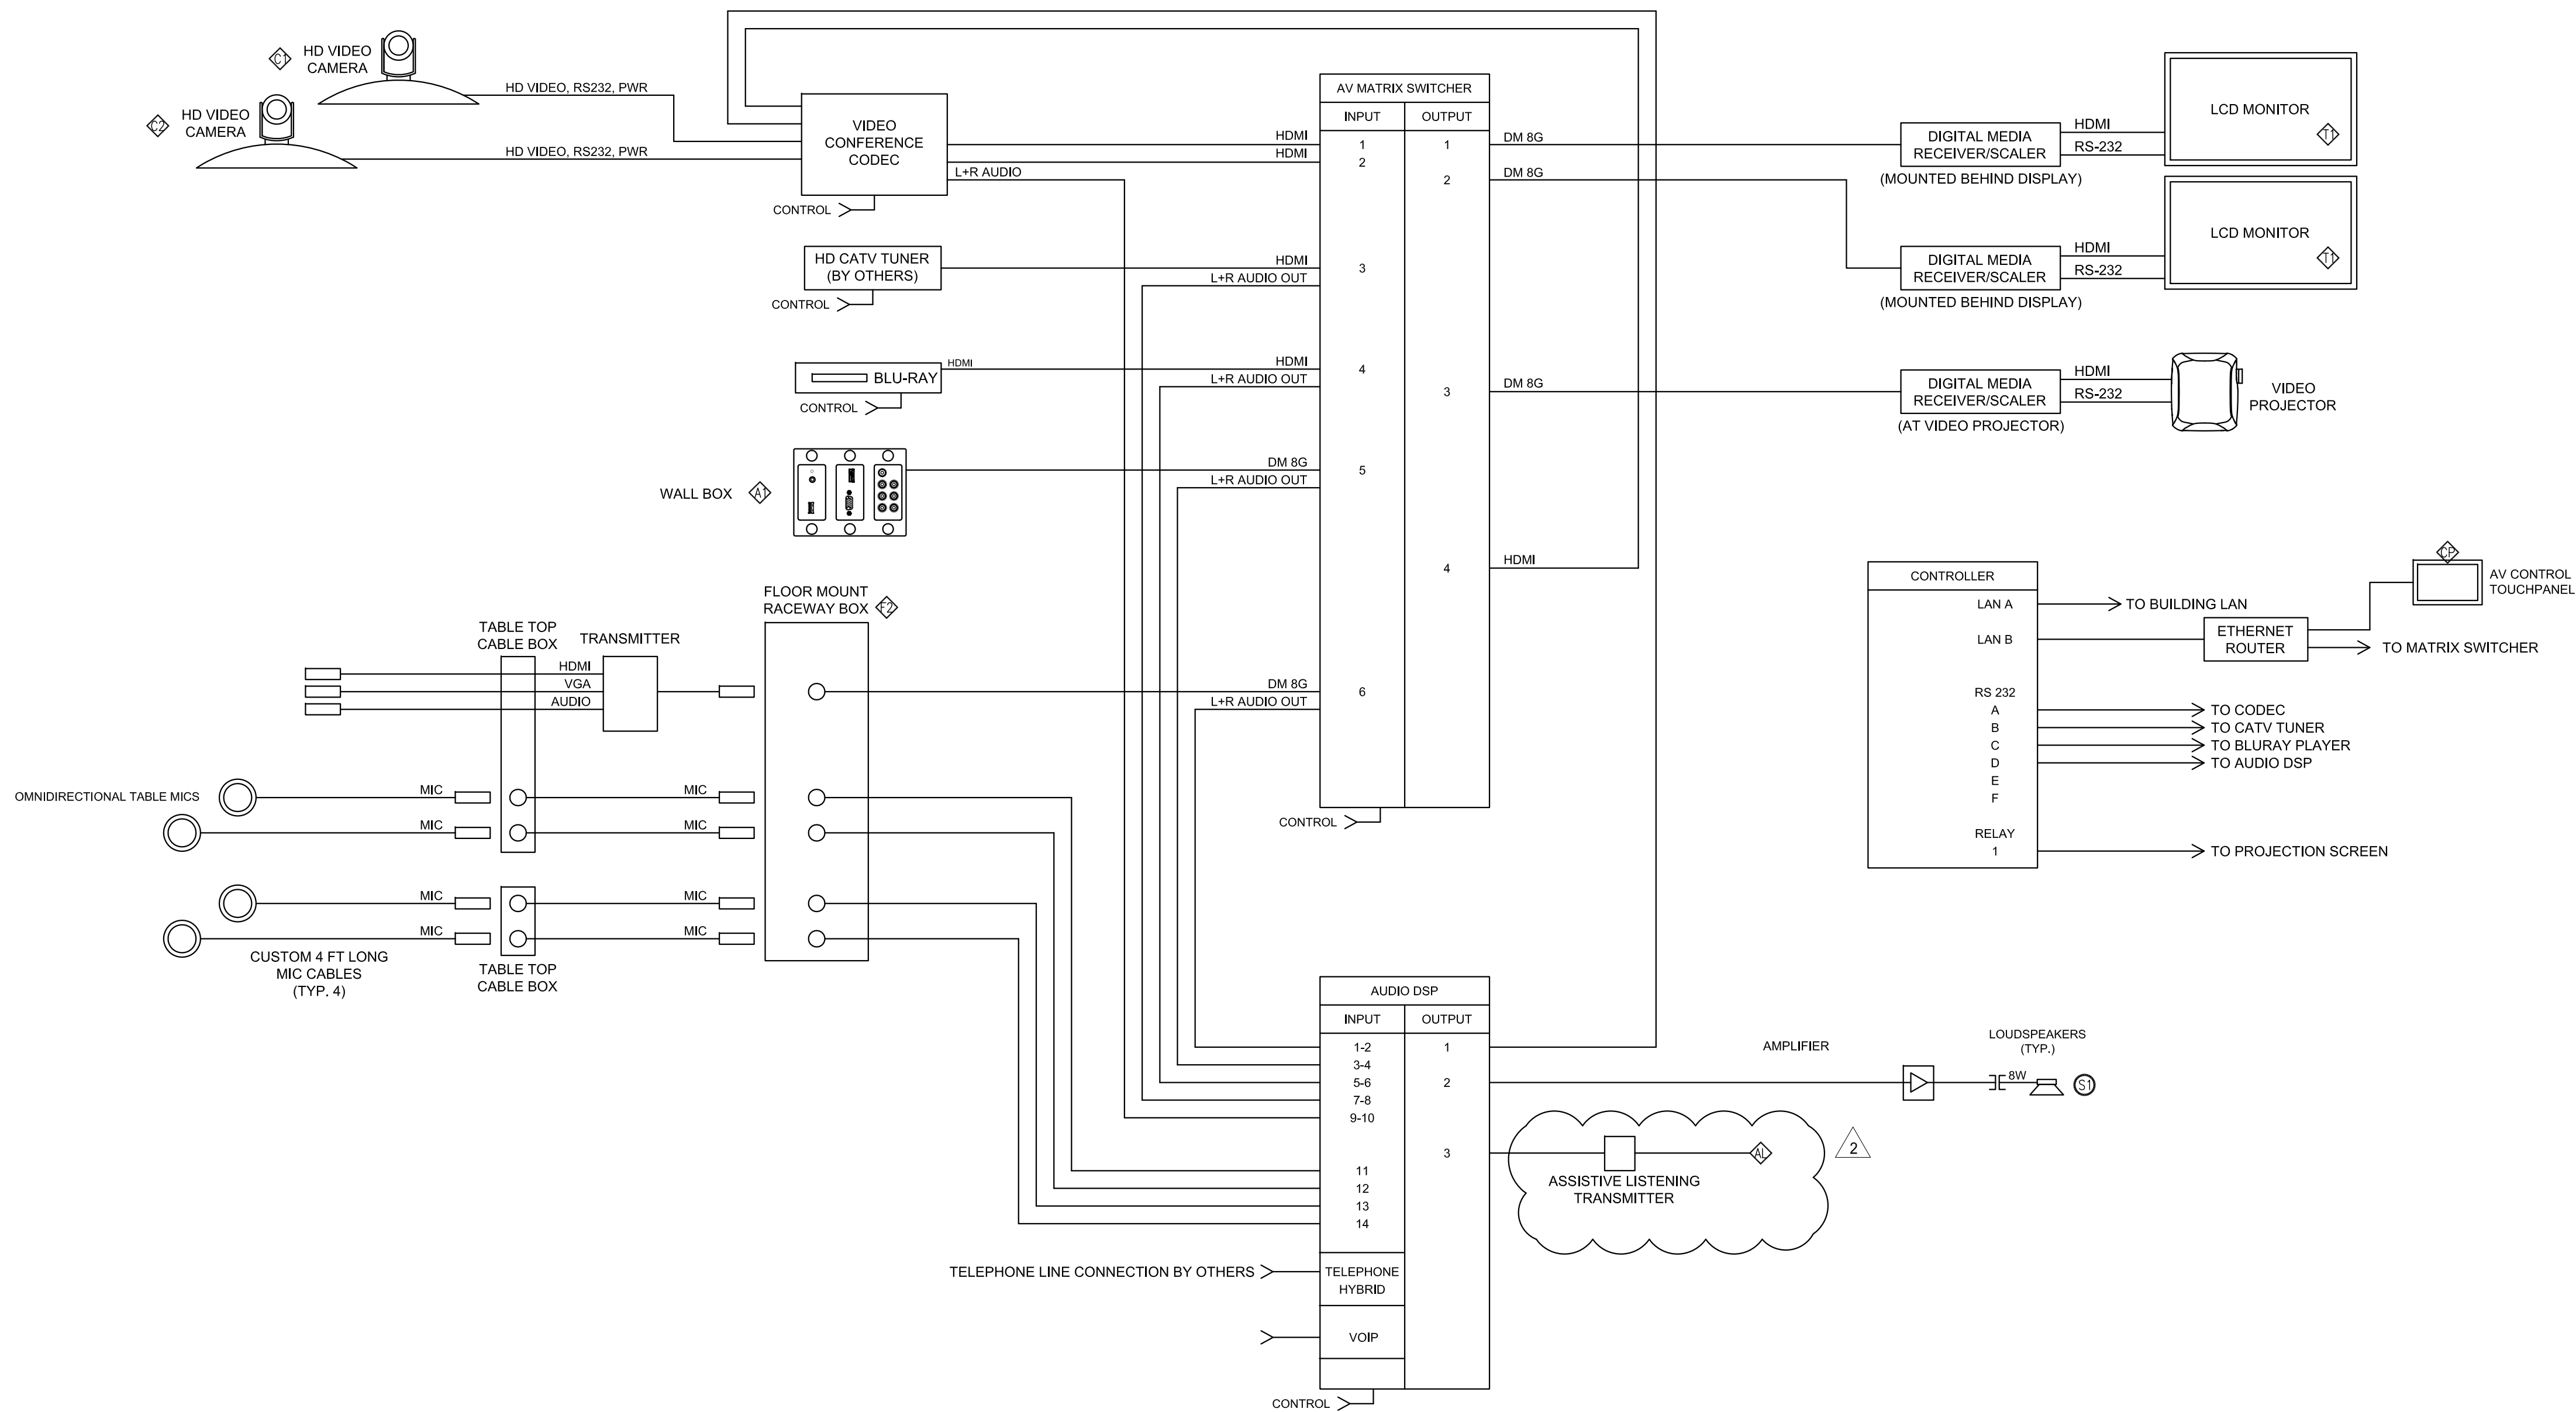 C1
HD VIDEO
CAMERA
C2
HD VIDEO
CAMERA
HD VIDEO, RS232, PWR
HD VIDEO, RS232, PWR
VIDEO
CONFERENCE
CODEC
L+R AUDIO
CONTROL
HD CATV TUNER
(BY OTHERS)
CONTROL
BLU-RAY
HDMI
CONTROL
WALL BOX
A1
AV MATRIX SWITCHER
INPUT
OUTPUT
HDMI
1
1
DM 8G
HDMI
2
2
DM 8G
HDMI
3
L+R AUDIO OUT
HDMI
4
L+R AUDIO OUT
3
DM 8G
DM 8G
5
L+R AUDIO OUT
4
HDMI
DM 8G
6
L+R AUDIO OUT
CONTROL
DIGITAL MEDIA
RECEIVER/SCALER
(MOUNTED BEHIND DISPLAY)
HDMI
RS-232
LCD MONITOR
T1
DIGITAL MEDIA
RECEIVER/SCALER
(MOUNTED BEHIND DISPLAY)
HDMI
RS-232
LCD MONITOR
T1
DIGITAL MEDIA
RECEIVER/SCALER
(AT VIDEO PROJECTOR)
HDMI
RS-232
VIDEO
PROJECTOR
FLOOR MOUNT
RACEWAY BOX
F2
TABLE TOP
CABLE BOX
TRANSMITTER
HDMI
VGA
AUDIO
OMNIDIRECTIONAL TABLE MICS
MIC
MIC
MIC
MIC
MIC
MIC
MIC
MIC
CUSTOM 4 FT LONG
MIC CABLES
(TYP. 4)
TABLE TOP
CABLE BOX
CONTROLLER
LAN A
TO BUILDING LAN
LAN B
ETHERNET
ROUTER
TO MATRIX SWITCHER
CP
AV CONTROL
TOUCHPANEL
RS 232
A
TO CODEC
B
TO CATV TUNER
C
TO BLURAY PLAYER
D
TO AUDIO DSP
E
F
RELAY
1
TO PROJECTION SCREEN
AUDIO DSP
INPUT
OUTPUT
1-2
1
3-4
5-6
2
7-8
9-10
3
11
12
13
14
TELEPHONE LINE CONNECTION BY OTHERS
TELEPHONE
HYBRID
VOIP
CONTROL
AMPLIFIER
LOUDSPEAKERS
(TYP.)
8W
S1
AL
ASSISTIVE LISTENING
TRANSMITTER
2